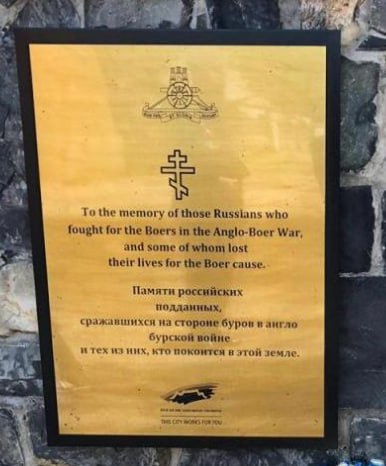 To the memory of those Russians who
fought for the Boers in the Anglo-Boer War,
and some of whom lost
their lives for the Boer cause.
Памяти российских
подданных,
сражавшихся на стороне буров в англо
бурской войне
и тех из них, кто покоится в этой земле.
THIS CITY WORKS FOR YOU